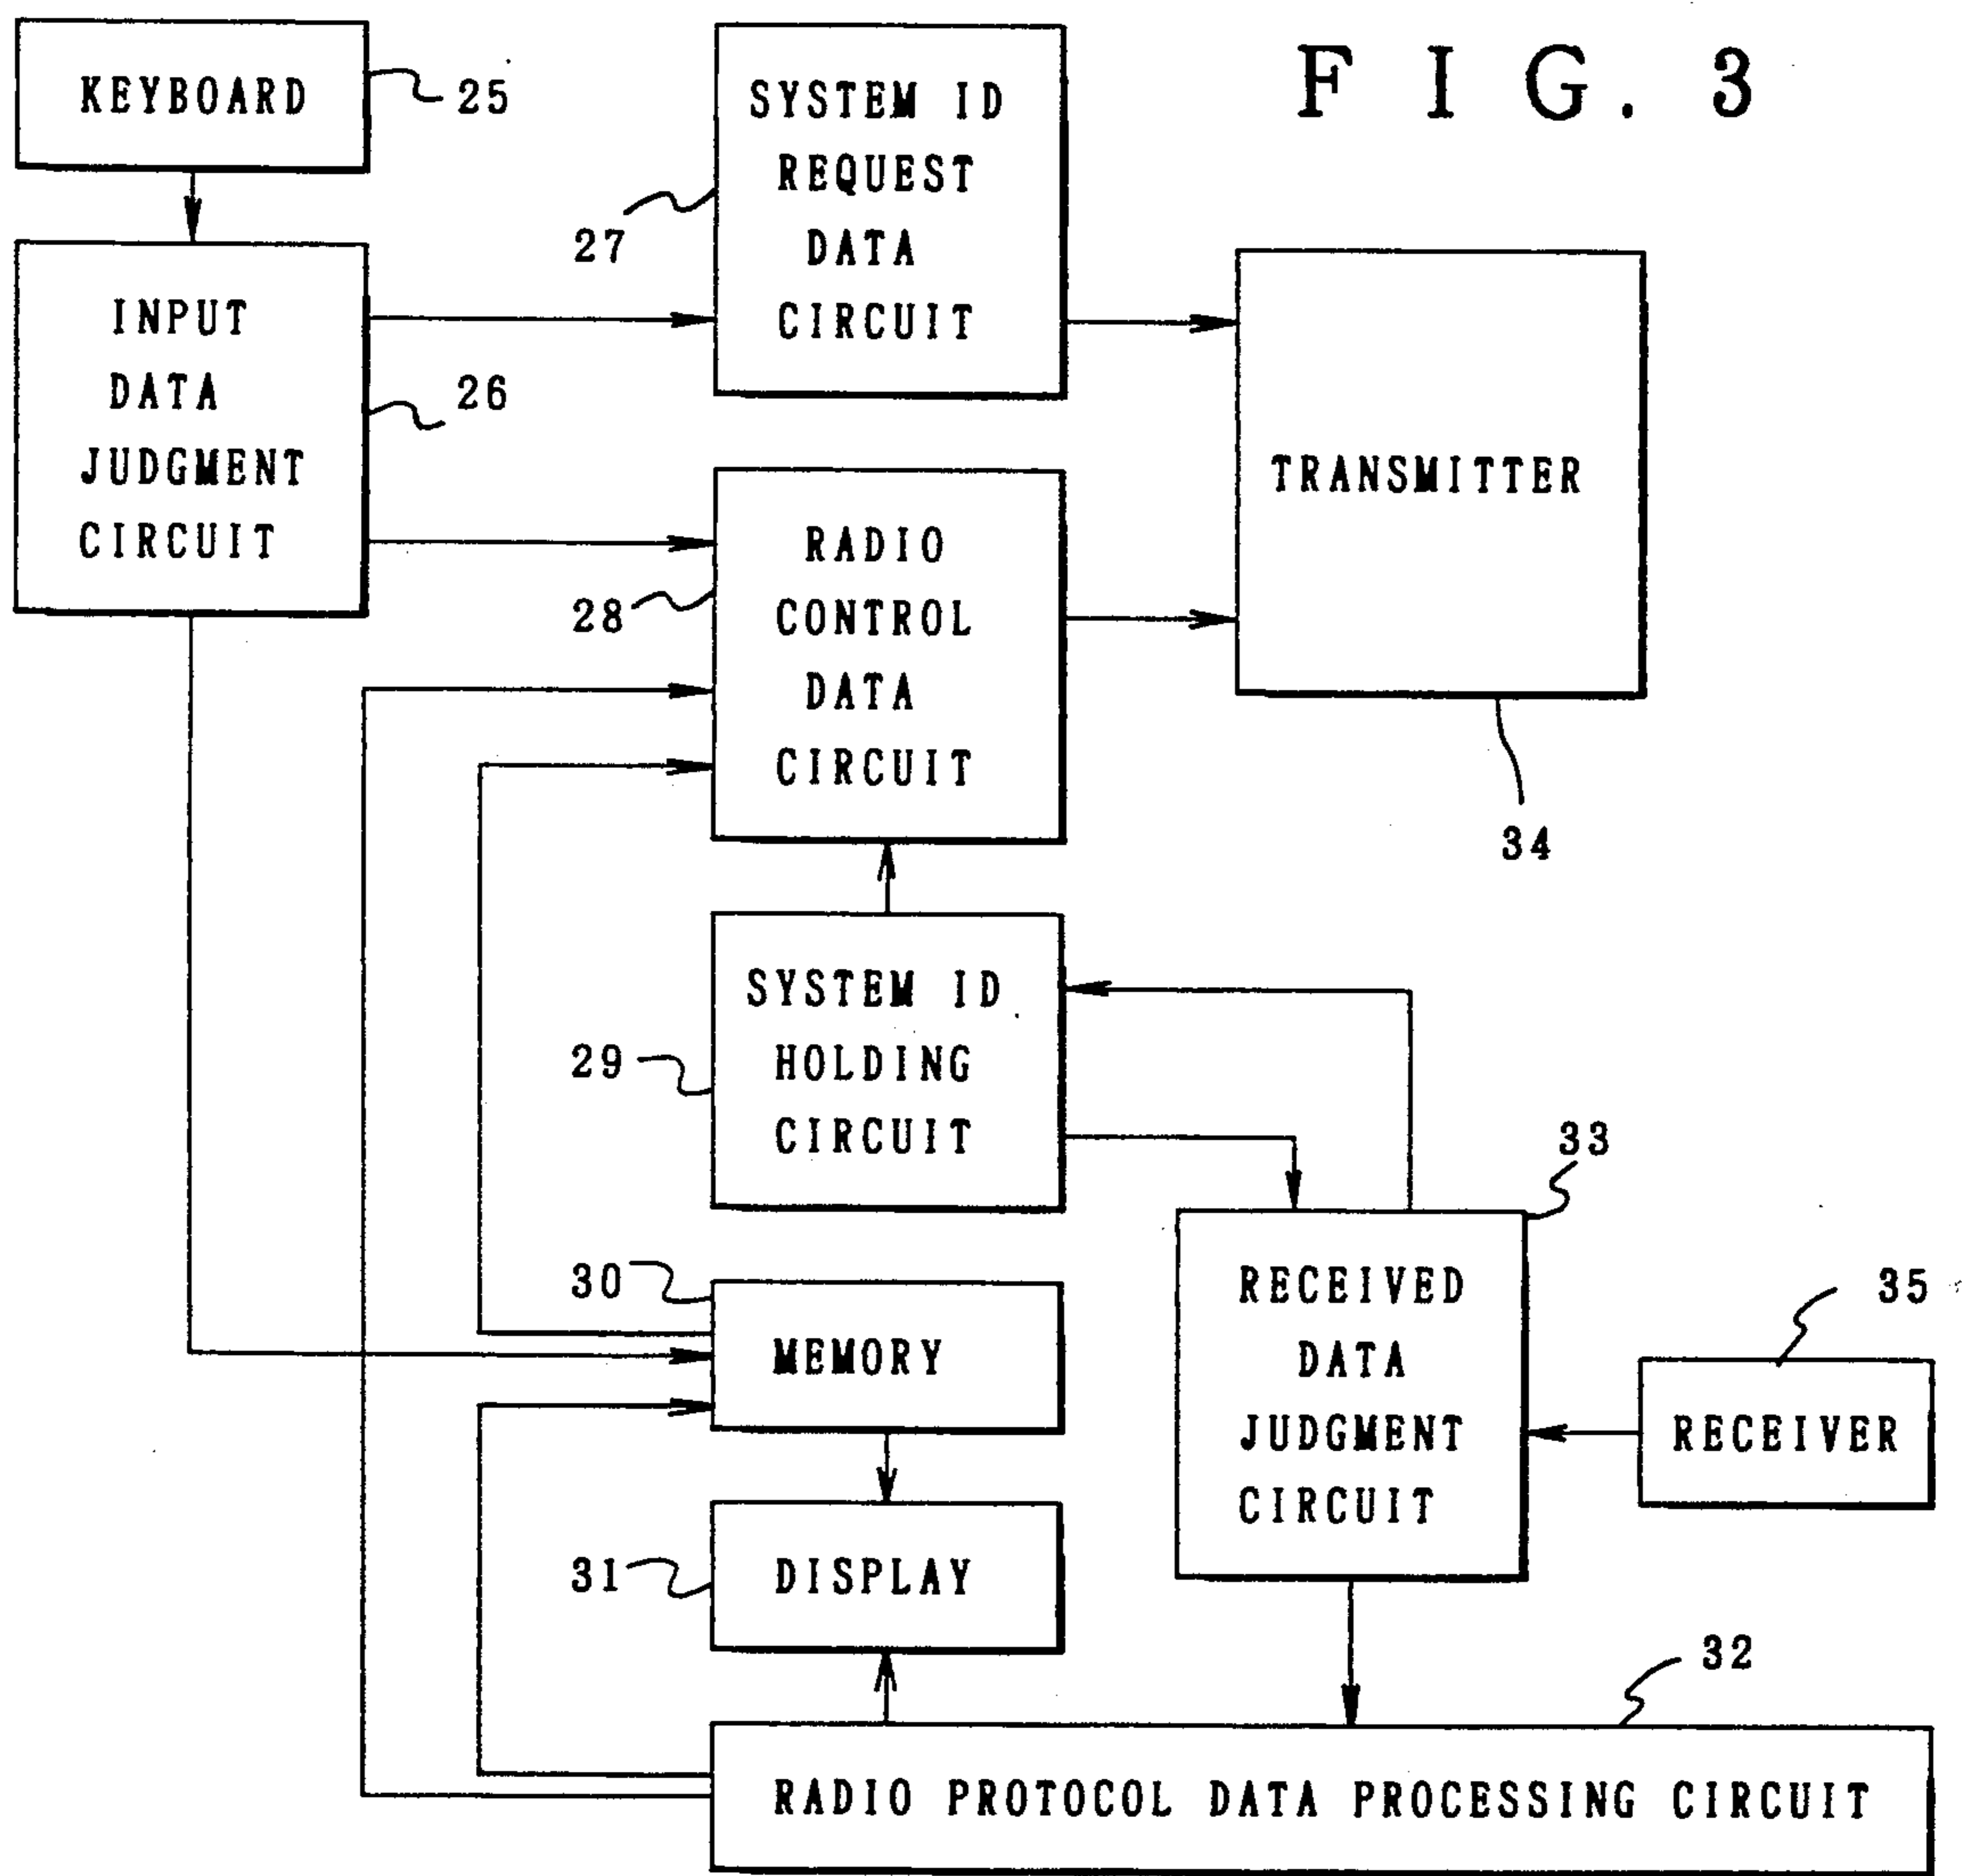 FIG. 3
KEYBOARD
25
SYSTEM ID
REQUEST
DATA
CIRCUIT
27
INPUT
DATA
JUDGMENT
CIRCUIT
26
TRANSMITTER
34
RADIO
CONTROL
DATA
CIRCUIT
28
SYSTEM ID
HOLDING
CIRCUIT
29
33
RECEIVED
DATA
JUDGMENT
CIRCUIT
30
MEMORY
35
RECEIVER
31
DISPLAY
32
RADIO PROTOCOL DATA PROCESSING CIRCUIT